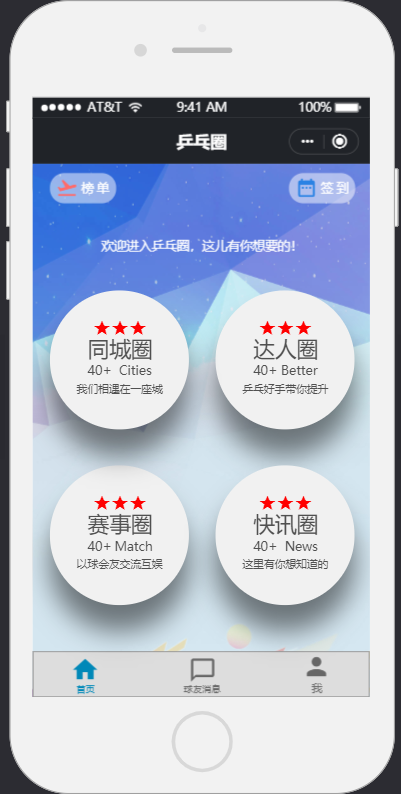 AT&T 9:41 AM 100%
乒乓圈
榜单 签到
欢迎进入乒乓圈，这儿有你想要的!
同城圈
40+ Cities
我们相遇在一座城
达人圈
40+ Better
乒乓好手带你提升
赛事圈
40+ Match
以球会友交流互娱
快讯圈
40+ News
这里有你想知道的
首页 球友消息 我